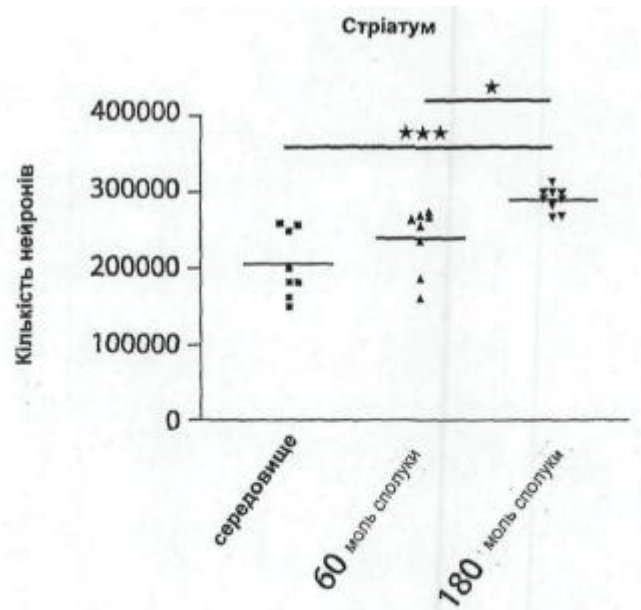 Стріатум
Кількість нейронів
400000
300000
200000
100000
0
середовище
60 моль сполуки
180 моль сполуки